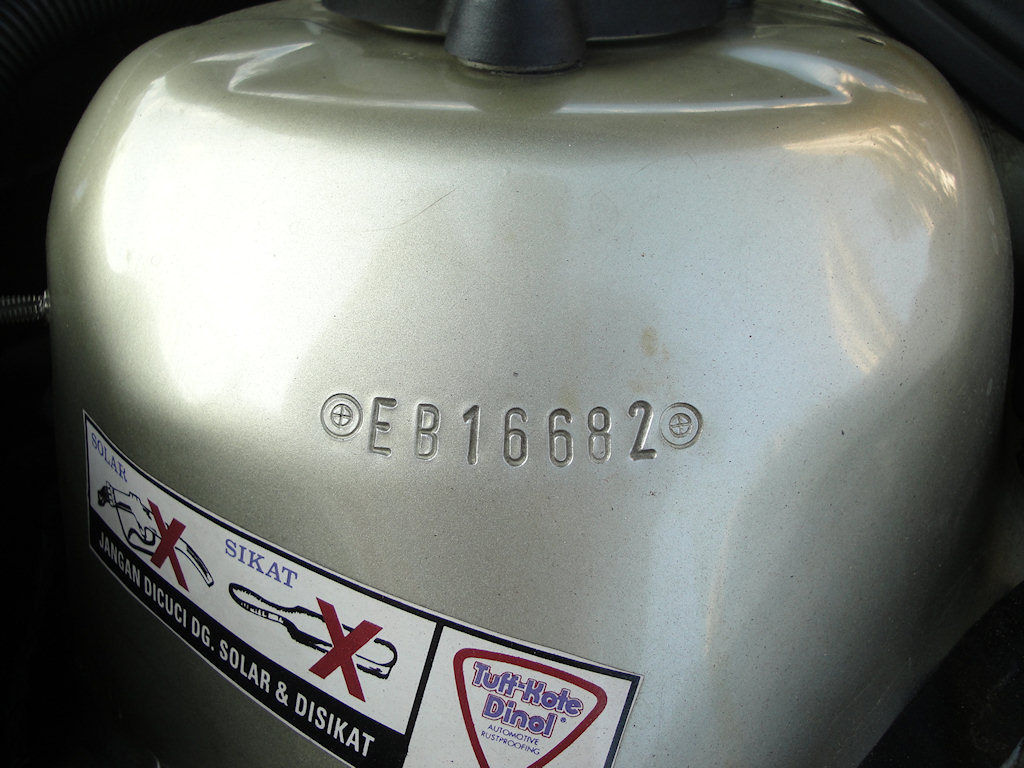 EB16682
SOLAR
SIKAT
JANGAN DICUCI DG. SOLAR & DISIKAT
Tuff-Kote
Dinol®
AUTOMOTIVE
RUSTPROOFING